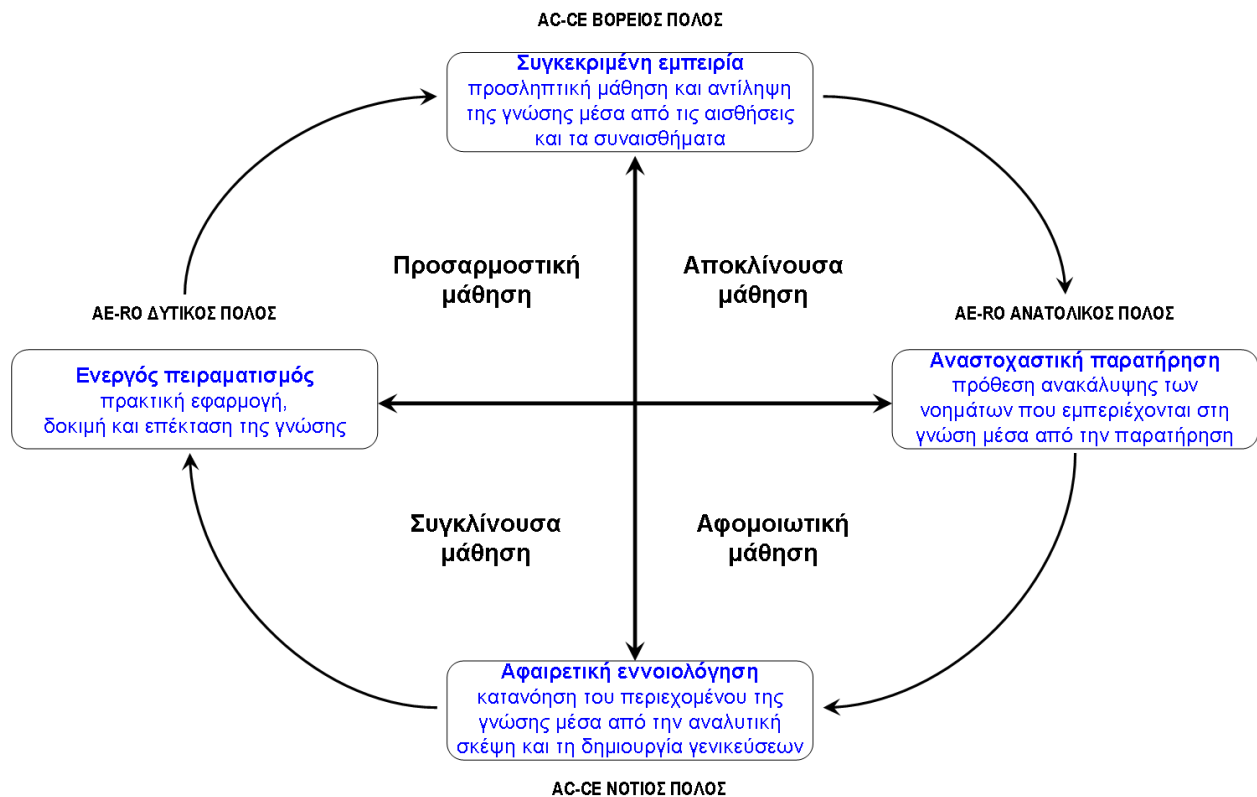 AC-CE ΒΟΡΕΙΟΣ ΠΟΛΟΣ
Συγκεκριμένη εμπειρία
προσληπτική μάθηση και αντίληψη
της γνώσης μέσα από τις αισθήσεις
και τα συναισθήματα
Προσαρμοστική
μάθηση
Αποκλίνουσα
μάθηση
AE-RO ΔΥΤΙΚΟΣ ΠΟΛΟΣ
AE-RO ΑΝΑΤΟΛΙΚΟΣ ΠΟΛΟΣ
Ενεργός πειραματισμός
πρακτική εφαρμογή,
δοκιμή και επέκταση της γνώσης
Αναστοχαστική παρατήρηση
πρόθεση ανακάλυψης των
νοημάτων που εμπεριέχονται στη
γνώση μέσα από την παρατήρηση
Συγκλίνουσα
μάθηση
Αφομοιωτική
μάθηση
Αφαιρετική εννοιολόγηση
κατανόηση του περιεχομένου της
γνώσης μέσα από την αναλυτική
σκέψη και τη δημιουργία γενικεύσεων
AC-CE ΝΟΤΙΟΣ ΠΟΛΟΣ